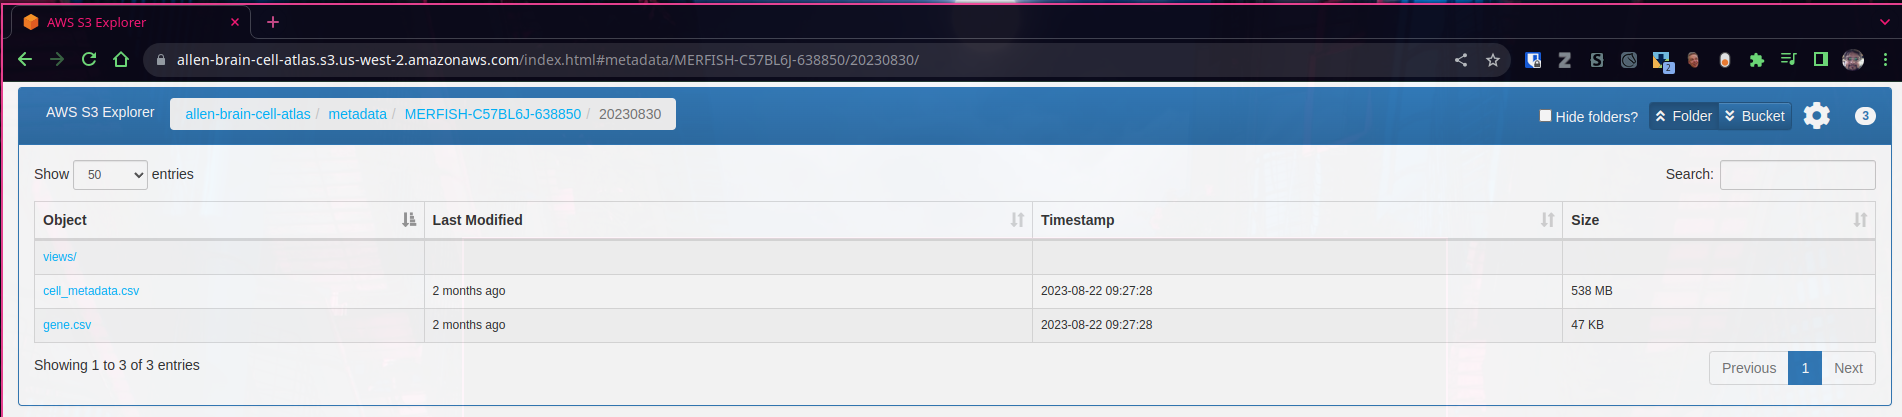 AWS S3 Explorer
allen-brain-cell-atlas.s3.us-west-2.amazonaws.com/index.html#metadata/MERFISH-C57BL6J-638850/20230830/
2
AWS S3 Explorer allen-brain-cell-atlas / metadata / MERFISH-C57BL6J-638850 / 20230830 Hide folders? Folder Bucket 3
Show 50 entries Search:
Object Last Modified Timestamp Size
views/
cell_metadata.csv 2 months ago 2023-08-22 09:27:28 538 MB
gene.csv 2 months ago 2023-08-22 09:27:28 47 KB
Showing 1 to 3 of 3 entries Previous 1 Next